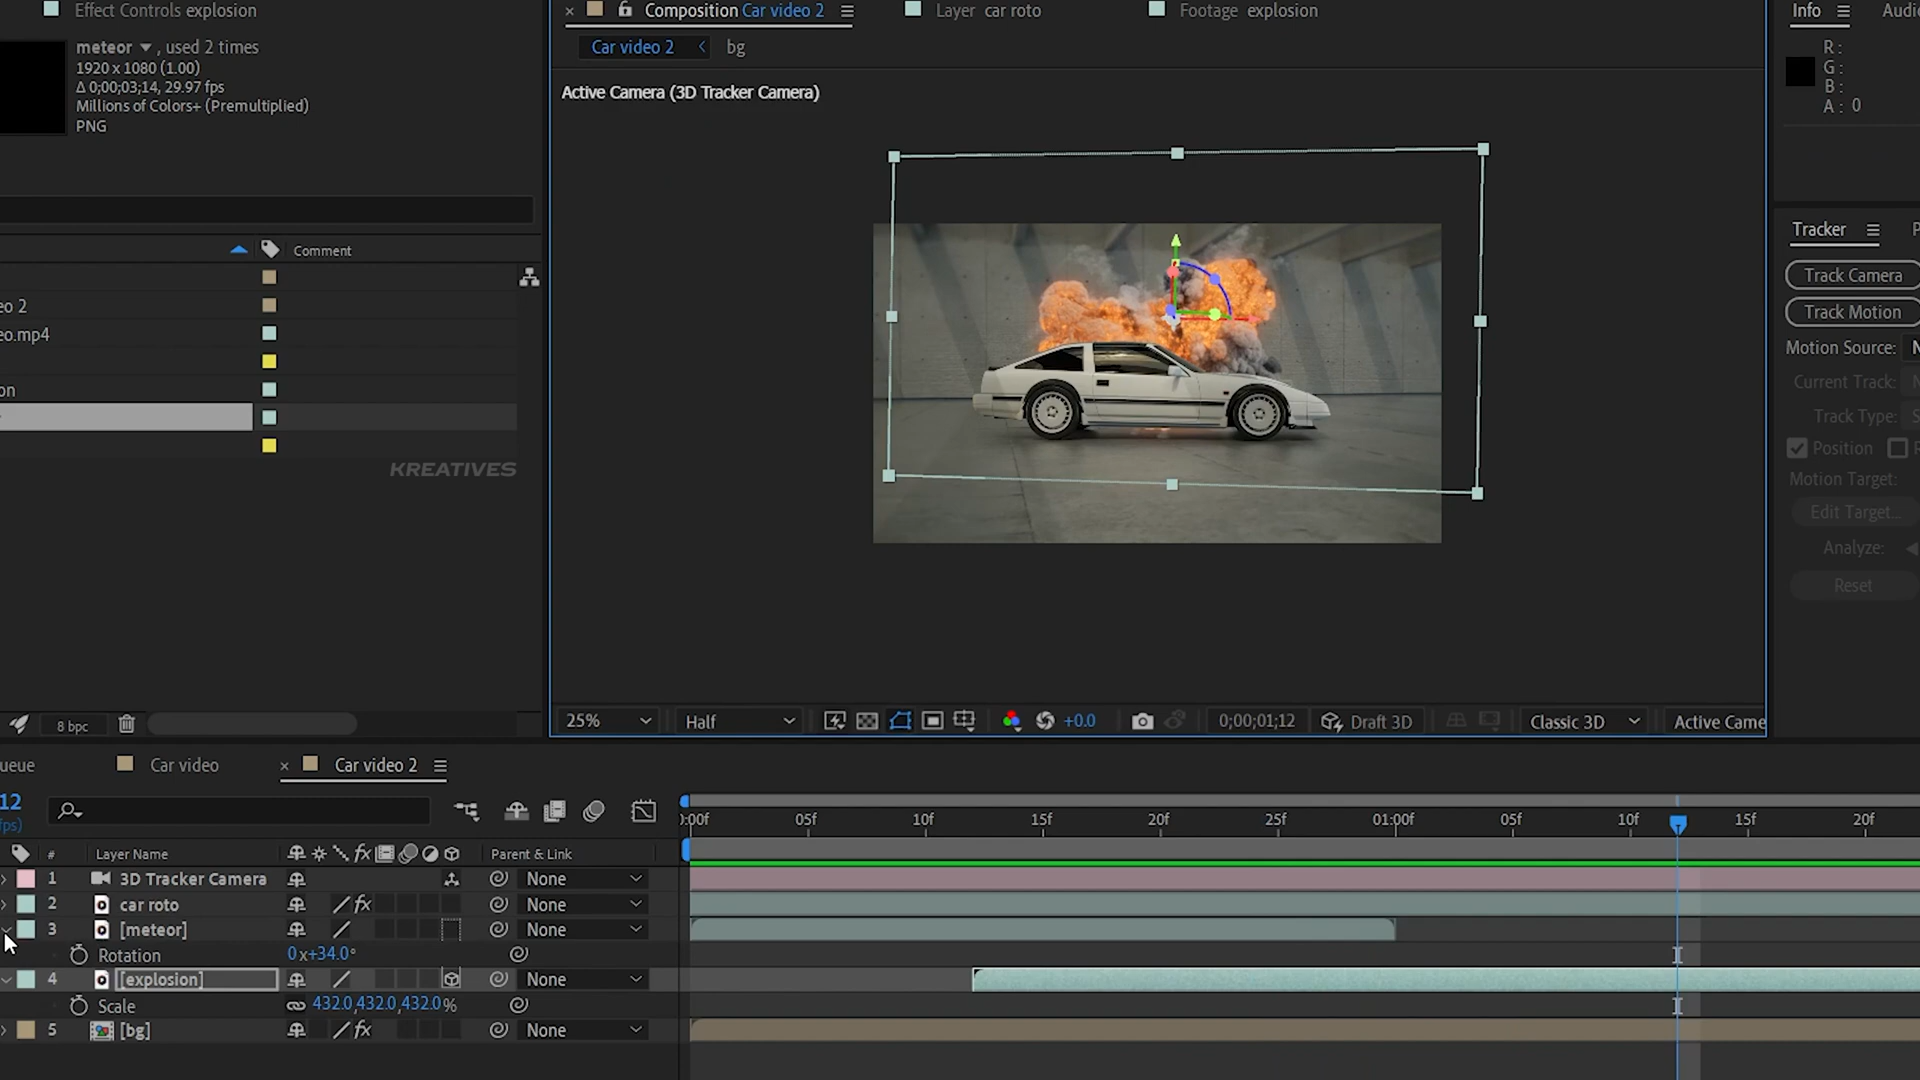 Effect Controls explosion
meteor , used 2 times
1920 x 1080 (1.00)
Δ 0;00;03;14, 29.97 fps
Millions of Colors+ (Premultiplied)
PNG
Comment
eo 2
eo.mp4
on
KREATIVES
8 bpc
× Composition Car video 2
Layer car roto
Footage explosion
Car video 2 < bg
Active Camera (3D Tracker Camera)
25%
Half
+0.0
0;00;01;12
Draft 3D
Classic 3D
Active Came
Info
Audi
R :
G :
B :
A : 0
Tracker
P
Track Camera
Track Motion
Motion Source: N
Current Track: N
Track Type: S
Position R
Motion Target:
Edit Target...
Analyze:
Reset
ueue
Car video
× Car video 2
12
fps)
# Layer Name
fx
Parent & Link
:00f 05f 10f 15f 20f 25f 01:00f 05f 10f 15f 20f
1 3D Tracker Camera None
2 car roto fx None
3 [meteor] None
Rotation 0x+34.0°
4 [explosion] None
Scale 432.0,432.0,432.0%
5 [bg] fx None